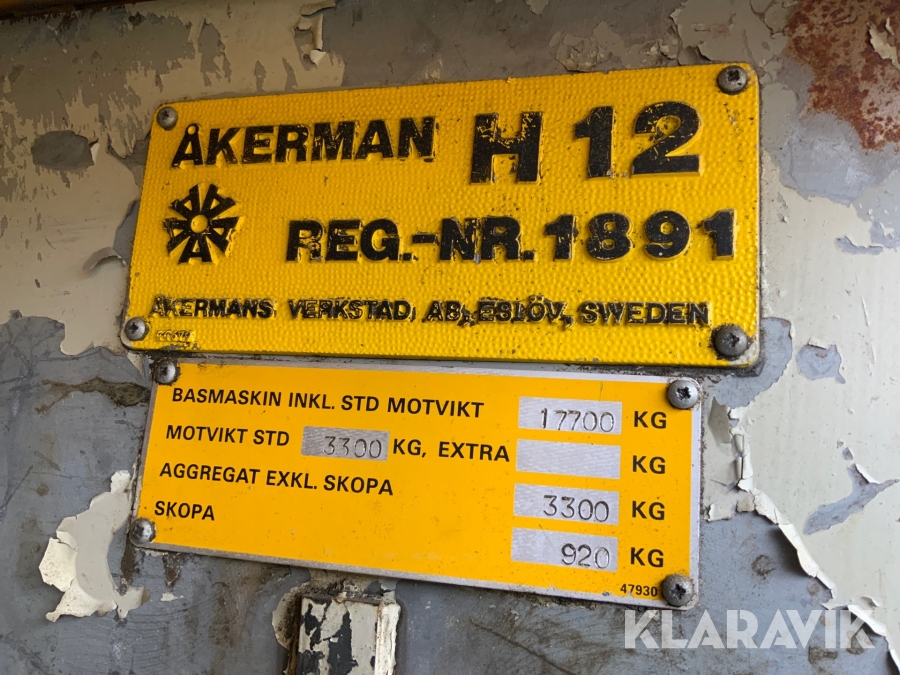 ÅKERMAN H 12
REG.-NR. 1891
ÅKERMANS VERKSTAD AB, ESLÖV, SWEDEN
BASMASKIN INKL. STD MOTVIKT 17700 KG
MOTVIKT STD 3300 KG, EXTRA KG
AGGREGAT EXKL. SKOPA 3300 KG
SKOPA 920 KG
47930
KLARAVIK